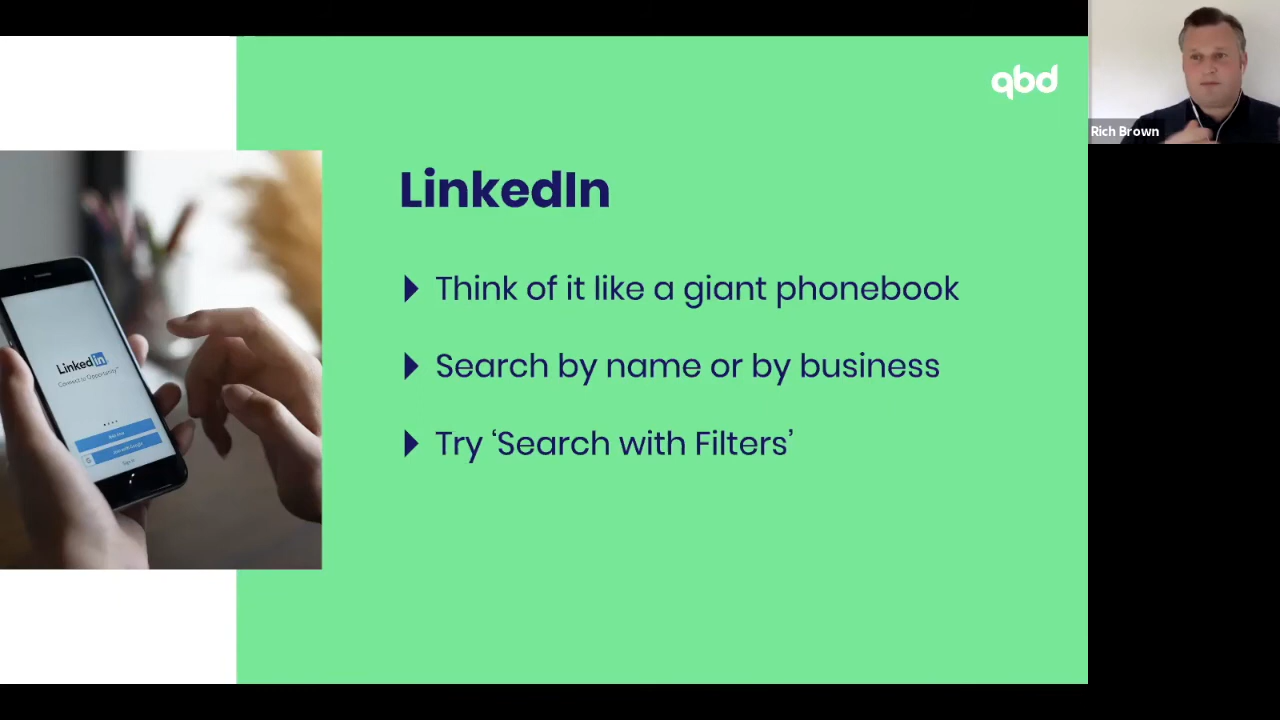 qbd
Rich Brown
LinkedIn
Think of it like a giant phonebook
Search by name or by business
Try ‘Search with Filters’
LinkedIn